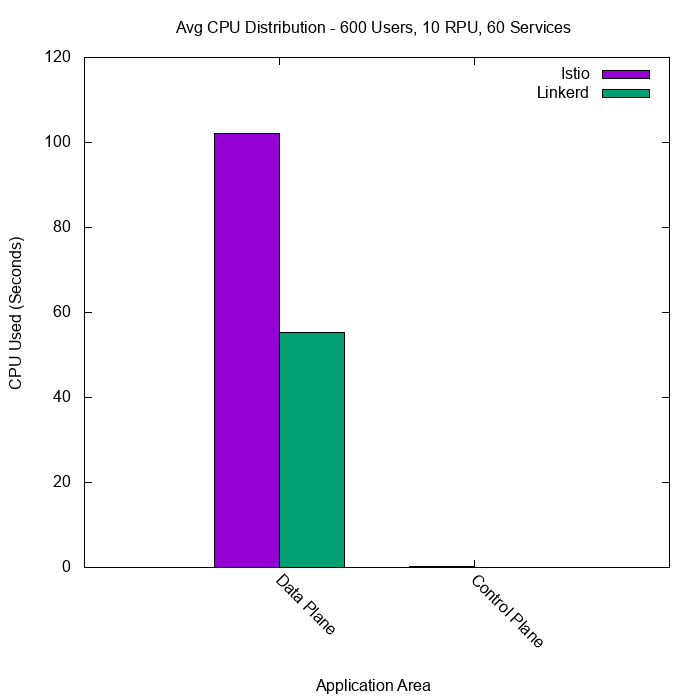 Avg CPU Distribution - 600 Users, 10 RPU, 60 Services
Istio
Linkerd
120
100
80
60
40
20
0
CPU Used (Seconds)
Data Plane
Control Plane
Application Area